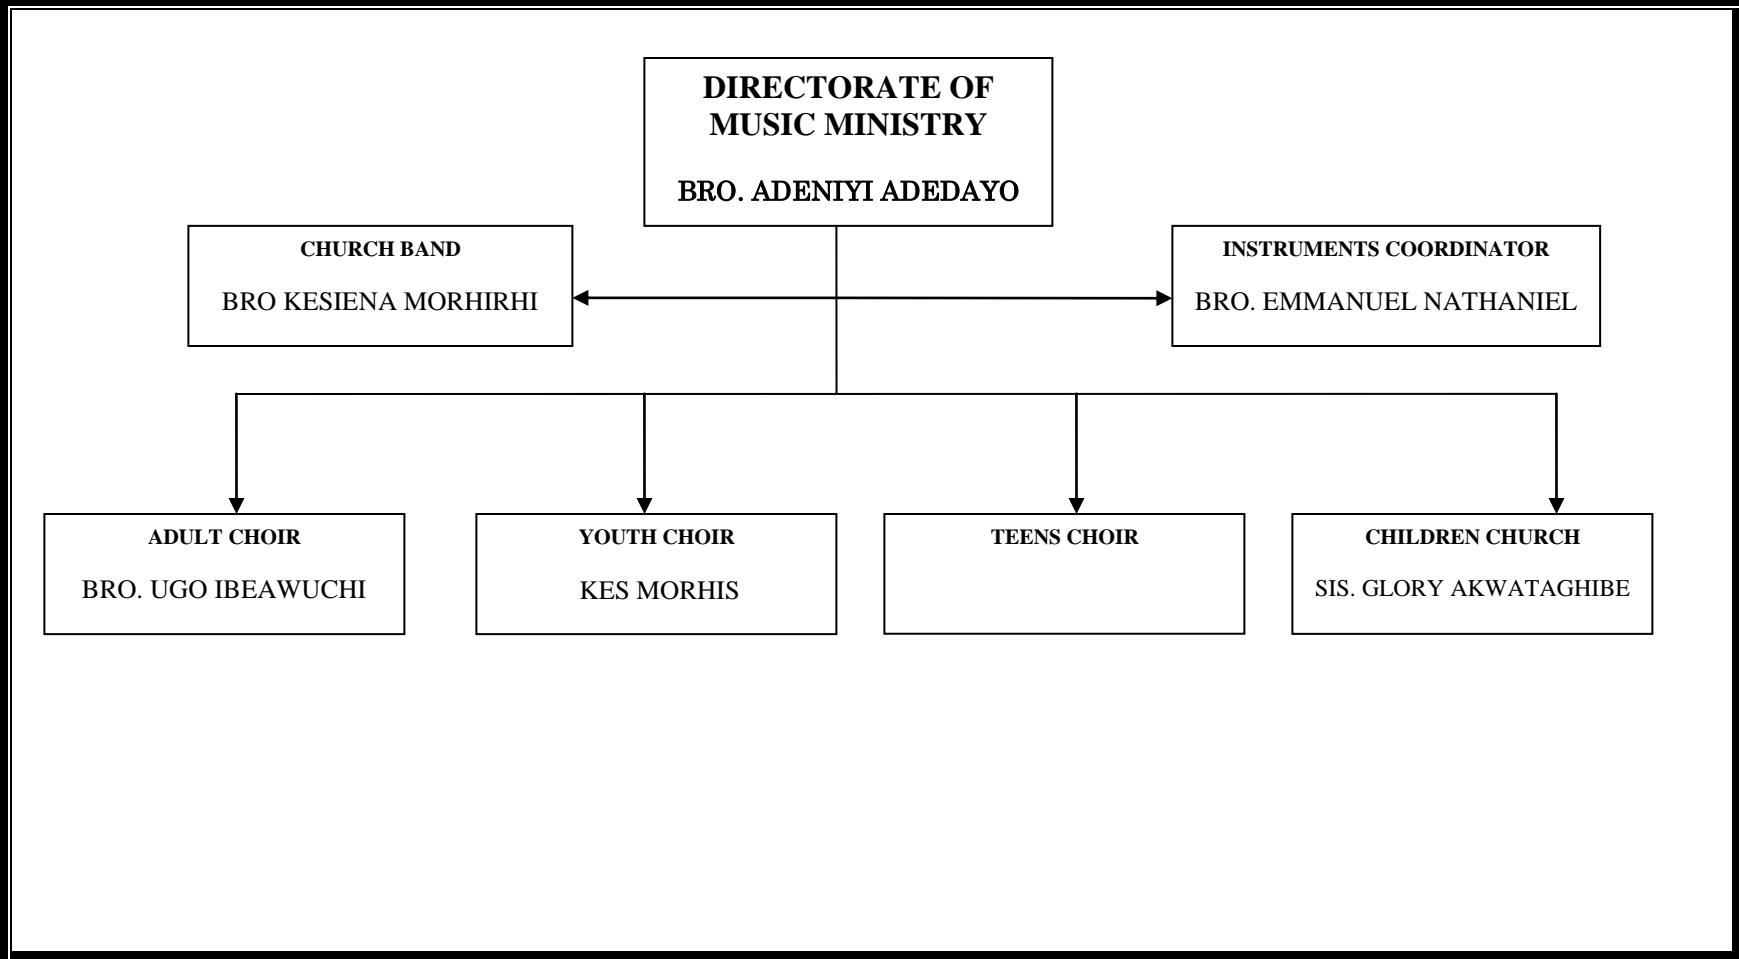 DIRECTORATE OF
MUSIC MINISTRY
BRO. ADENIYI ADEDAYO
CHURCH BAND
BRO KESIENA MORHIRHI
INSTRUMENTS COORDINATOR
BRO. EMMANUEL NATHANIEL
ADULT CHOIR
BRO. UGO IBEAWUCHI
YOUTH CHOIR
KES MORHIS
TEENS CHOIR
CHILDREN CHURCH
SIS. GLORY AKWATAGHIBE